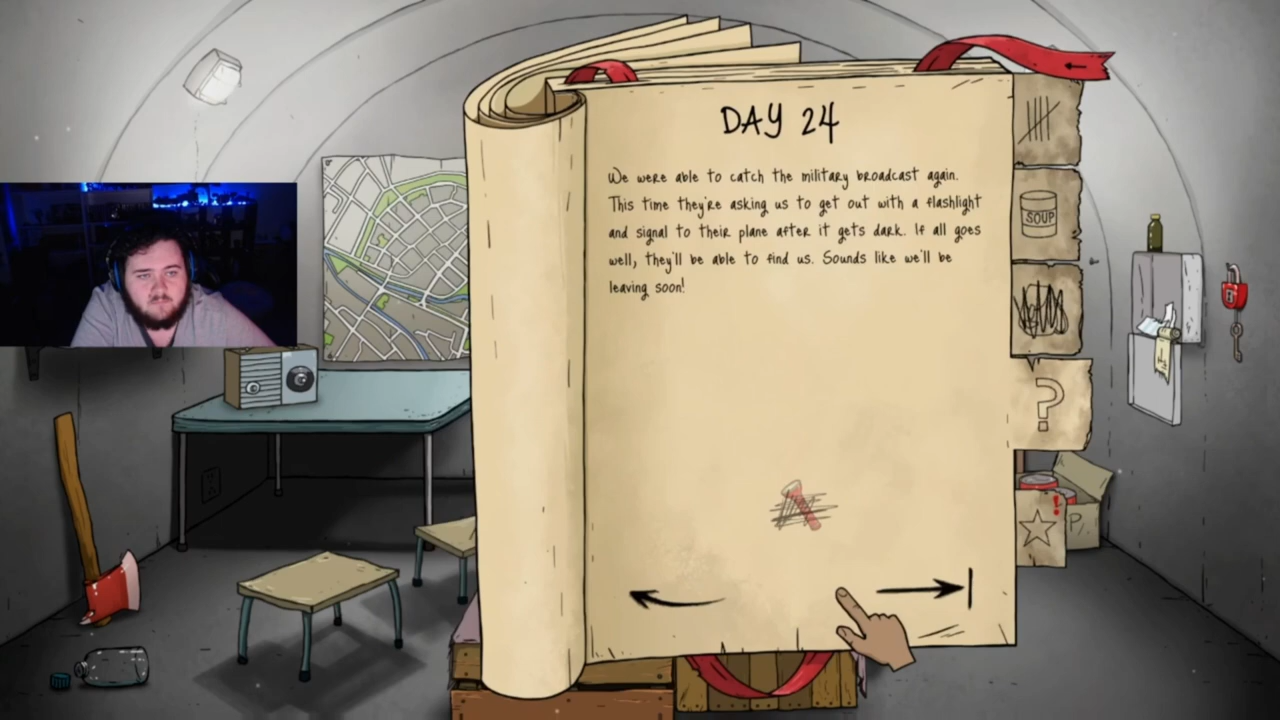 DAY 24
We were able to catch the military broadcast again.
This time they're asking us to get out with a flashlight
and signal to their plane after it gets dark. If all goes
well, they'll be able to find us. Sounds like we'll be
leaving soon!
SOUP
?
!
P.